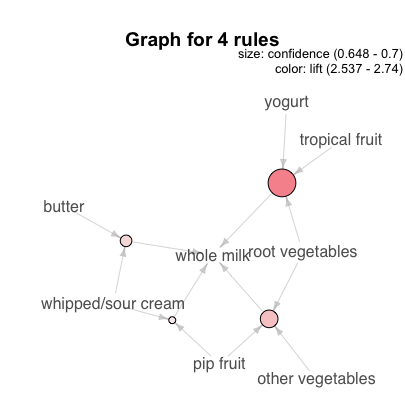 Graph for 4 rules
size: confidence (0.648 - 0.7)
color: lift (2.537 - 2.74)
yogurt
tropical fruit
butter
whole milk
root vegetables
whipped/sour cream
pip fruit
other vegetables